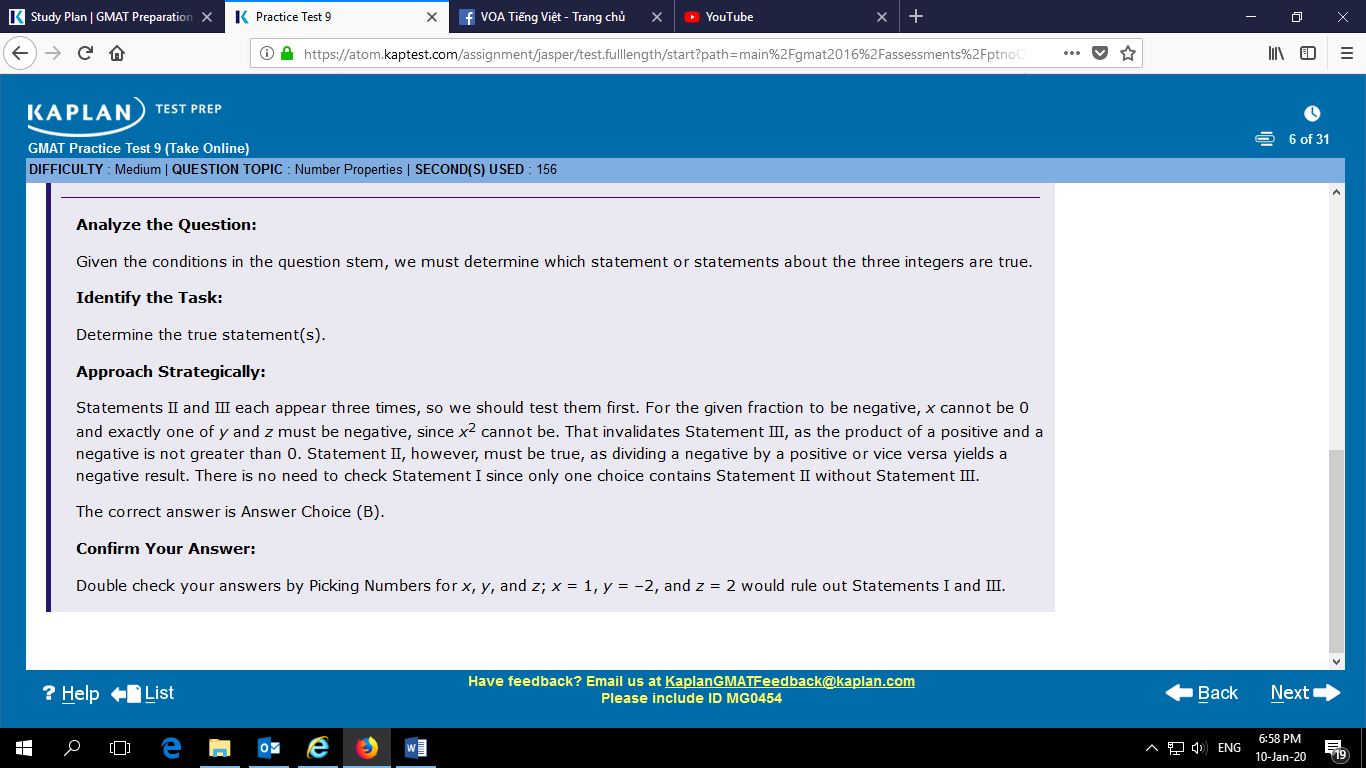 Study Plan | GMAT Preparation
Practice Test 9
VOA Tiếng Việt - Trang chủ
YouTube
https://atom.kaptest.com/assignment/jasper/test.fulllength/start?path=main%2Fgmat2016%2Fassessments%2FptnoO
KAPLAN TEST PREP
GMAT Practice Test 9 (Take Online)
6 of 31
DIFFICULTY : Medium | QUESTION TOPIC : Number Properties | SECOND(S) USED : 156
Analyze the Question:
Given the conditions in the question stem, we must determine which statement or statements about the three integers are true.
Identify the Task:
Determine the true statement(s).
Approach Strategically:
Statements II and III each appear three times, so we should test them first. For the given fraction to be negative, x cannot be 0
and exactly one of y and z must be negative, since x² cannot be. That invalidates Statement III, as the product of a positive and a
negative is not greater than 0. Statement II, however, must be true, as dividing a negative by a positive or vice versa yields a
negative result. There is no need to check Statement I since only one choice contains Statement II without Statement III.
The correct answer is Answer Choice (B).
Confirm Your Answer:
Double check your answers by Picking Numbers for x, y, and z; x = 1, y = −2, and z = 2 would rule out Statements I and III.
? Help
List
Have feedback? Email us at KaplanGMATFeedback@kaplan.com
Please include ID MG0454
Back
Next
ENG
6:58 PM
10-Jan-20
19